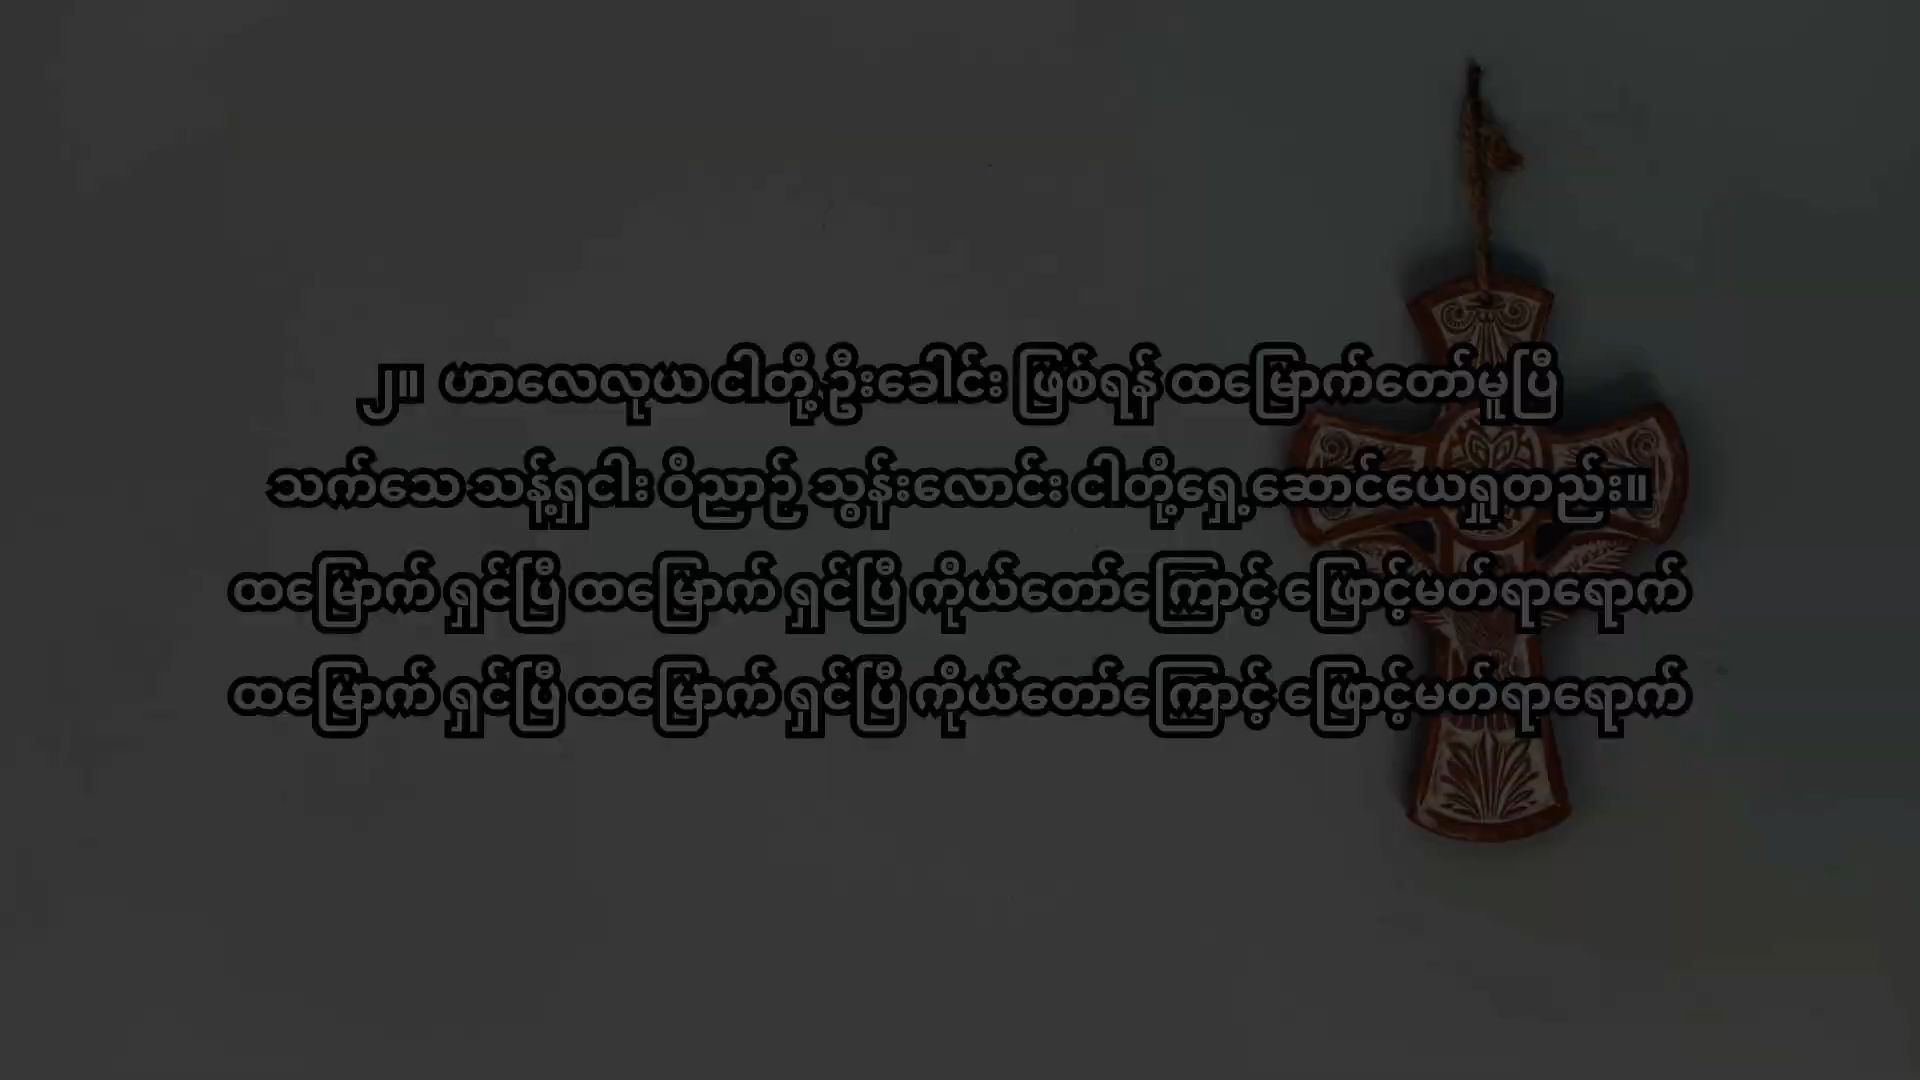 ၂။ ဟာလေလုယ ငါတို့ဦးခေါင်း ဖြစ်ရန် ထမြောက်တော်မူပြီ
သက်သေ သန့်ရှငါး ဝိညာဉ် သွန်းလောင်း ငါတို့ရှေ့ဆောင်ယေရှုတည်း။
ထမြောက် ရှင်ပြီ ထမြောက် ရှင်ပြီ ကိုယ်တော်ကြောင့် ဖြောင့်မတ်ရာရောက်
ထမြောက် ရှင်ပြီ ထမြောက် ရှင်ပြီ ကိုယ်တော်ကြောင့် ဖြောင့်မတ်ရာရောက်